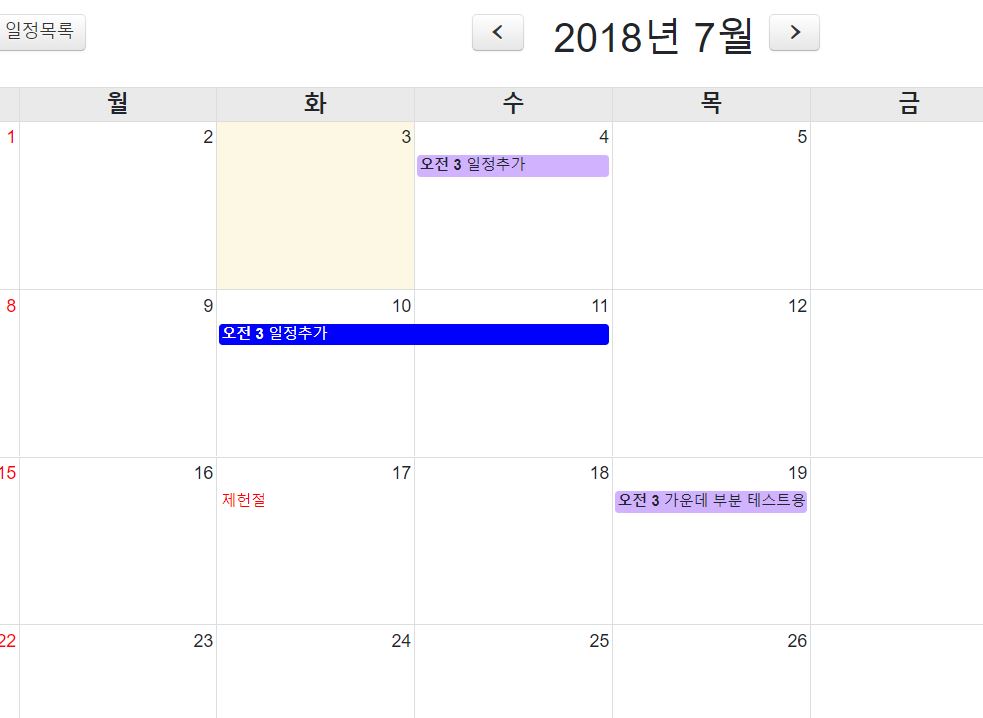 일정목록
2018년 7월
월 화 수 목 금
1 2 3 4 5
오전 3 일정추가
8 9 10 11 12
오전 3 일정추가
15 16 17 18 19
제헌절 오전 3 가운데 부분 테스트용
22 23 24 25 26